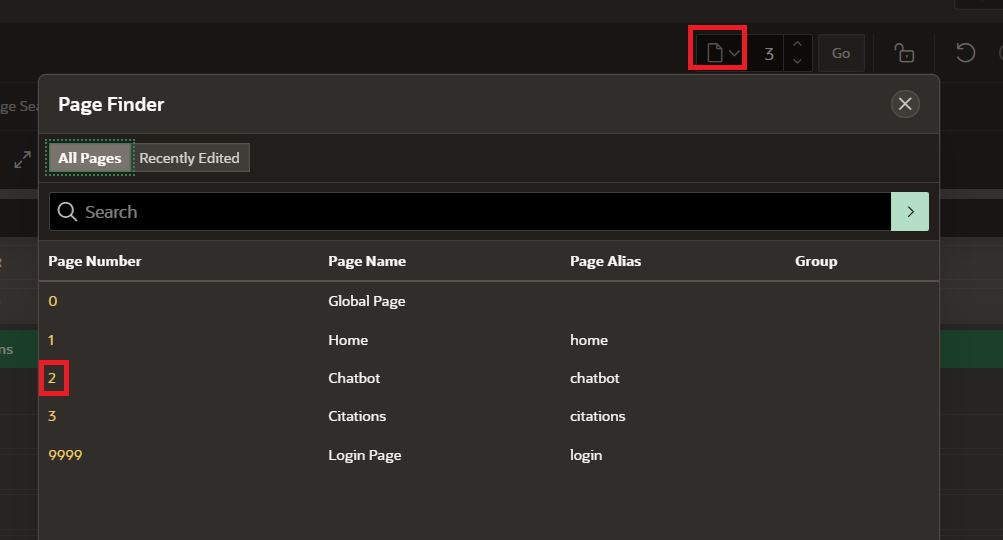 3 Go
ge Sea
Page Finder
All Pages Recently Edited
Search
Page Number Page Name Page Alias Group
0 Global Page
1 Home home
ns
2 Chatbot chatbot
3 Citations citations
9999 Login Page login